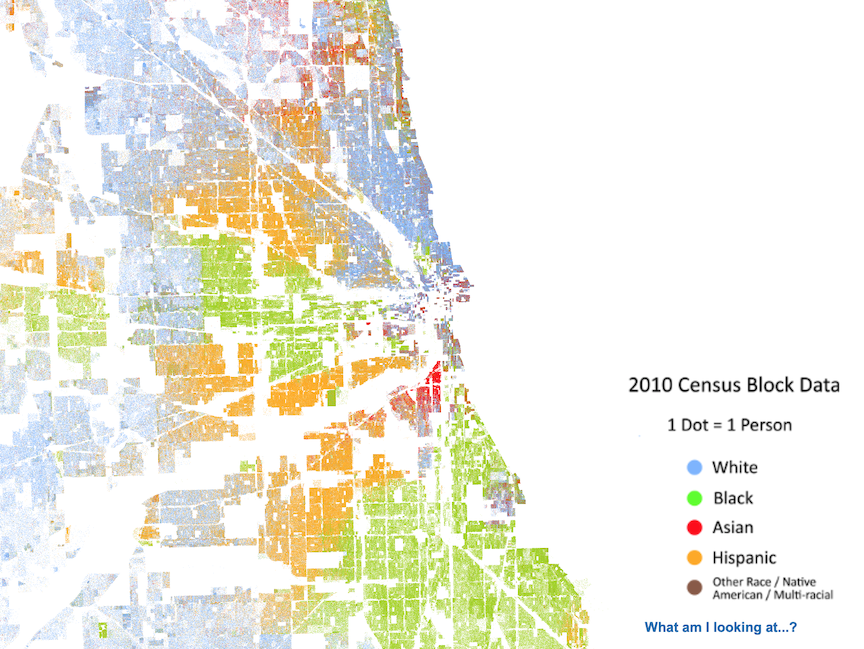 2010 Census Block Data
1 Dot = 1 Person
White
Black
Asian
Hispanic
Other Race / Native
American / Multi-racial
What am I looking at...?